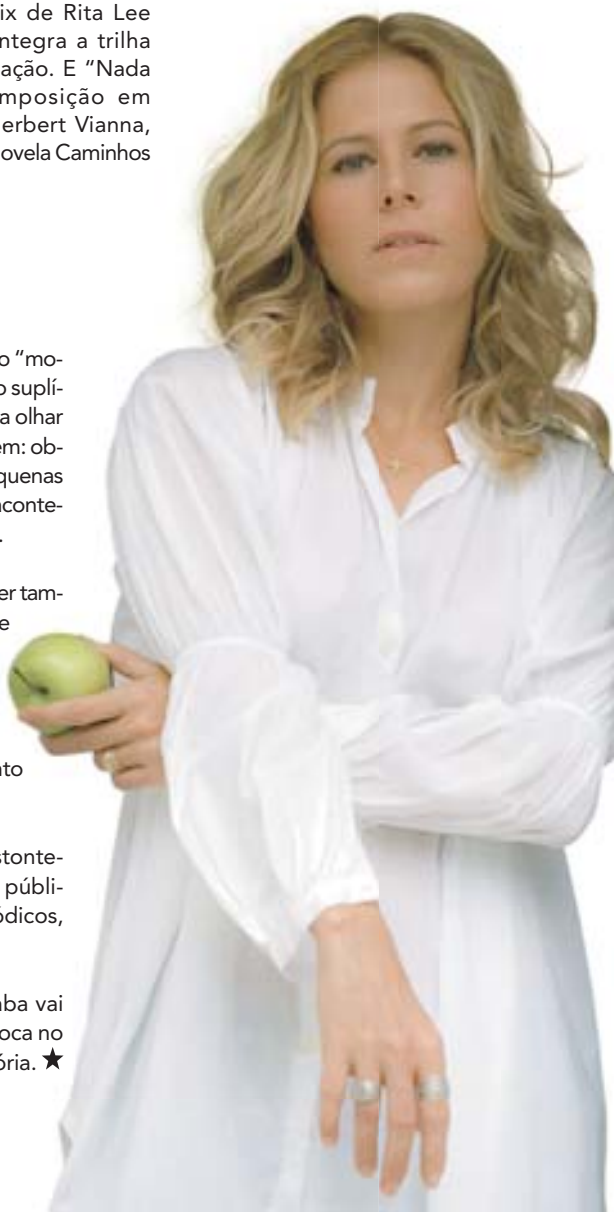 ix de Rita Lee
ntegra a trilha
ação. E “Nada
mposição em
erbert Vianna,
ovela Caminhos
o “mo-
o suplí-
a olhar
em: ob-
quenas
conte-
.
er tam-
e
nto
stonte-
públi-
ódicos,
ba vai
oca no
ória. ★